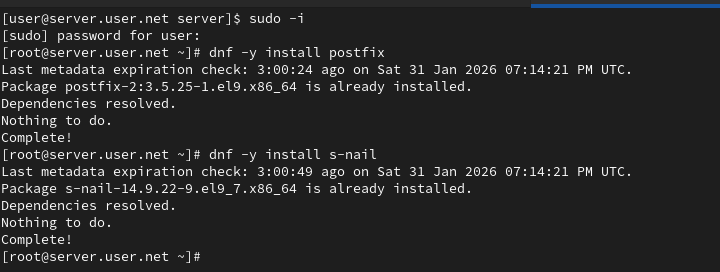 [user@server.user.net server]$ sudo -i
[sudo] password for user:
[root@server.user.net ~]# dnf -y install postfix
Last metadata expiration check: 3:00:24 ago on Sat 31 Jan 2026 07:14:21 PM UTC.
Package postfix-2:3.5.25-1.el9.x86_64 is already installed.
Dependencies resolved.
Nothing to do.
Complete!
[root@server.user.net ~]# dnf -y install s-nail
Last metadata expiration check: 3:00:49 ago on Sat 31 Jan 2026 07:14:21 PM UTC.
Package s-nail-14.9.22-9.el9_7.x86_64 is already installed.
Dependencies resolved.
Nothing to do.
Complete!
[root@server.user.net ~]#